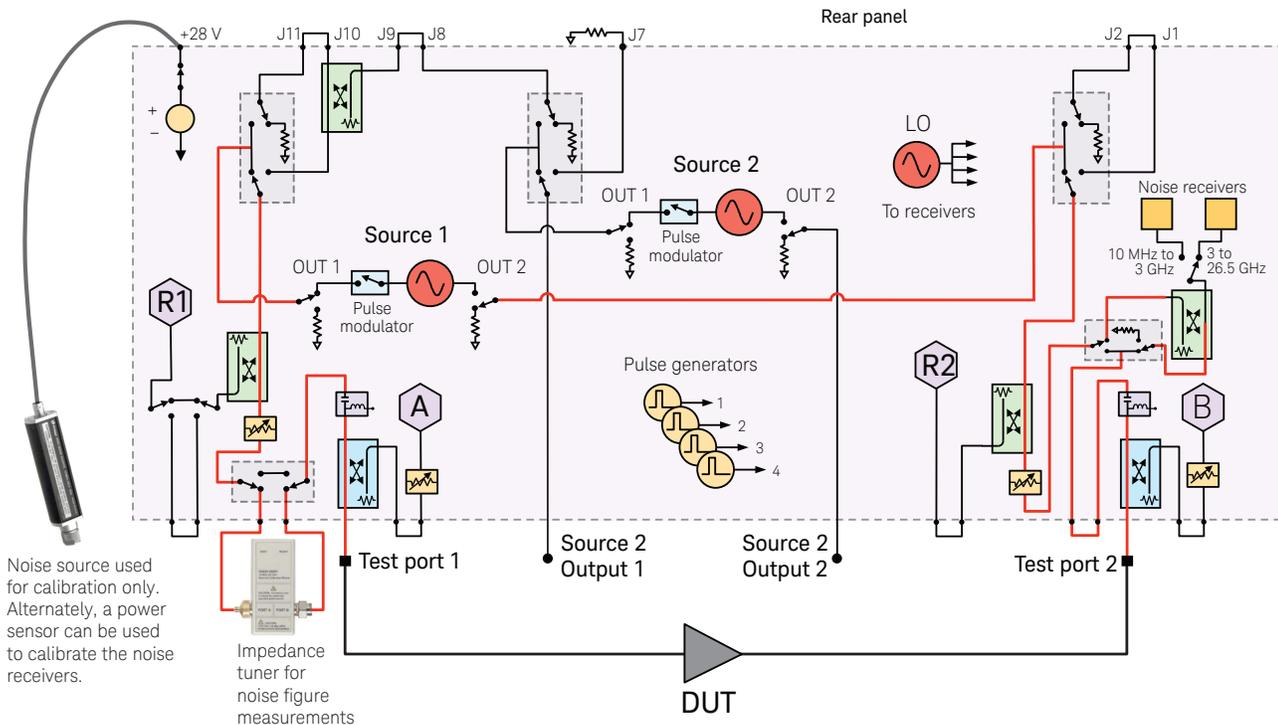 Rear panel
+28 V
J11
J10
J9
J8
J7
J2
J1
+
−
LO
To receivers
Source 2
OUT 1
OUT 2
Pulse
modulator
Noise receivers
10 MHz to
3 GHz
3 to
26.5 GHz
Source 1
OUT 1
OUT 2
Pulse
modulator
R1
A
Pulse generators
1
2
3
4
R2
B
Test port 1
Source 2
Output 1
Source 2
Output 2
Test port 2
Noise source used
for calibration only.
Alternately, a power
sensor can be used
to calibrate the noise
receivers.
PORT A
PORT B
Impedance
tuner for
noise figure
measurements
DUT